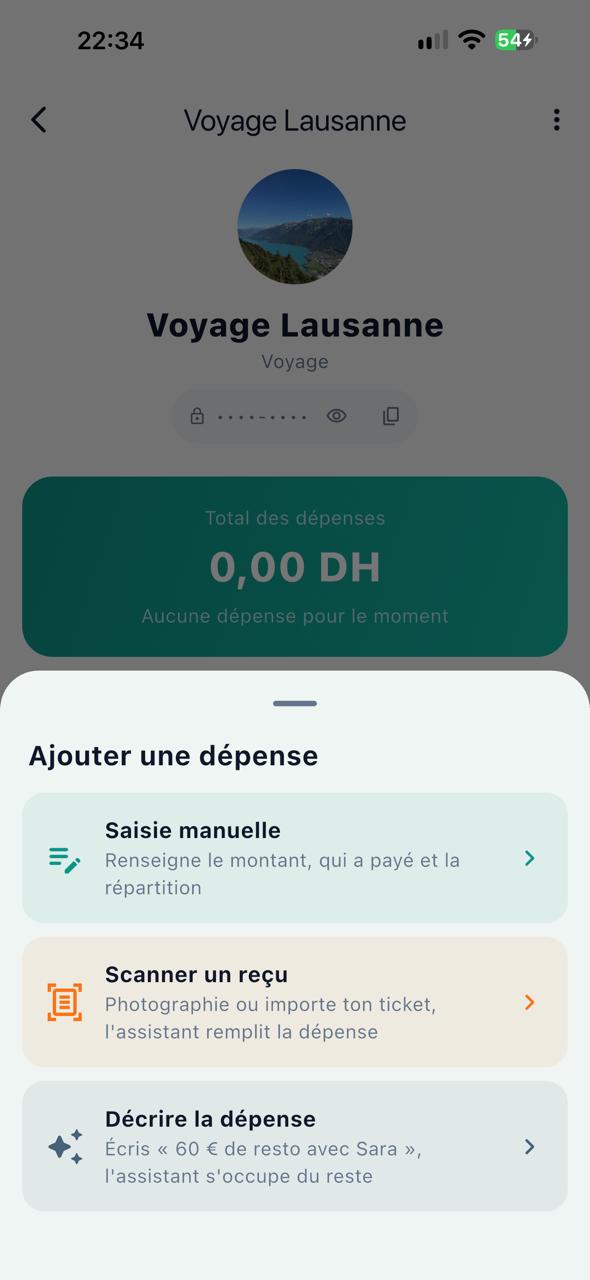 22:34
54
Voyage Lausanne
Voyage Lausanne
Voyage
••••-••••
Total des dépenses
0,00 DH
Aucune dépense pour le moment
Ajouter une dépense
Saisie manuelle
Renseigne le montant, qui a payé et la
répartition
Scanner un reçu
Photographie ou importe ton ticket,
l'assistant remplit la dépense
Décrire la dépense
Écris « 60 € de resto avec Sara »,
l'assistant s'occupe du reste